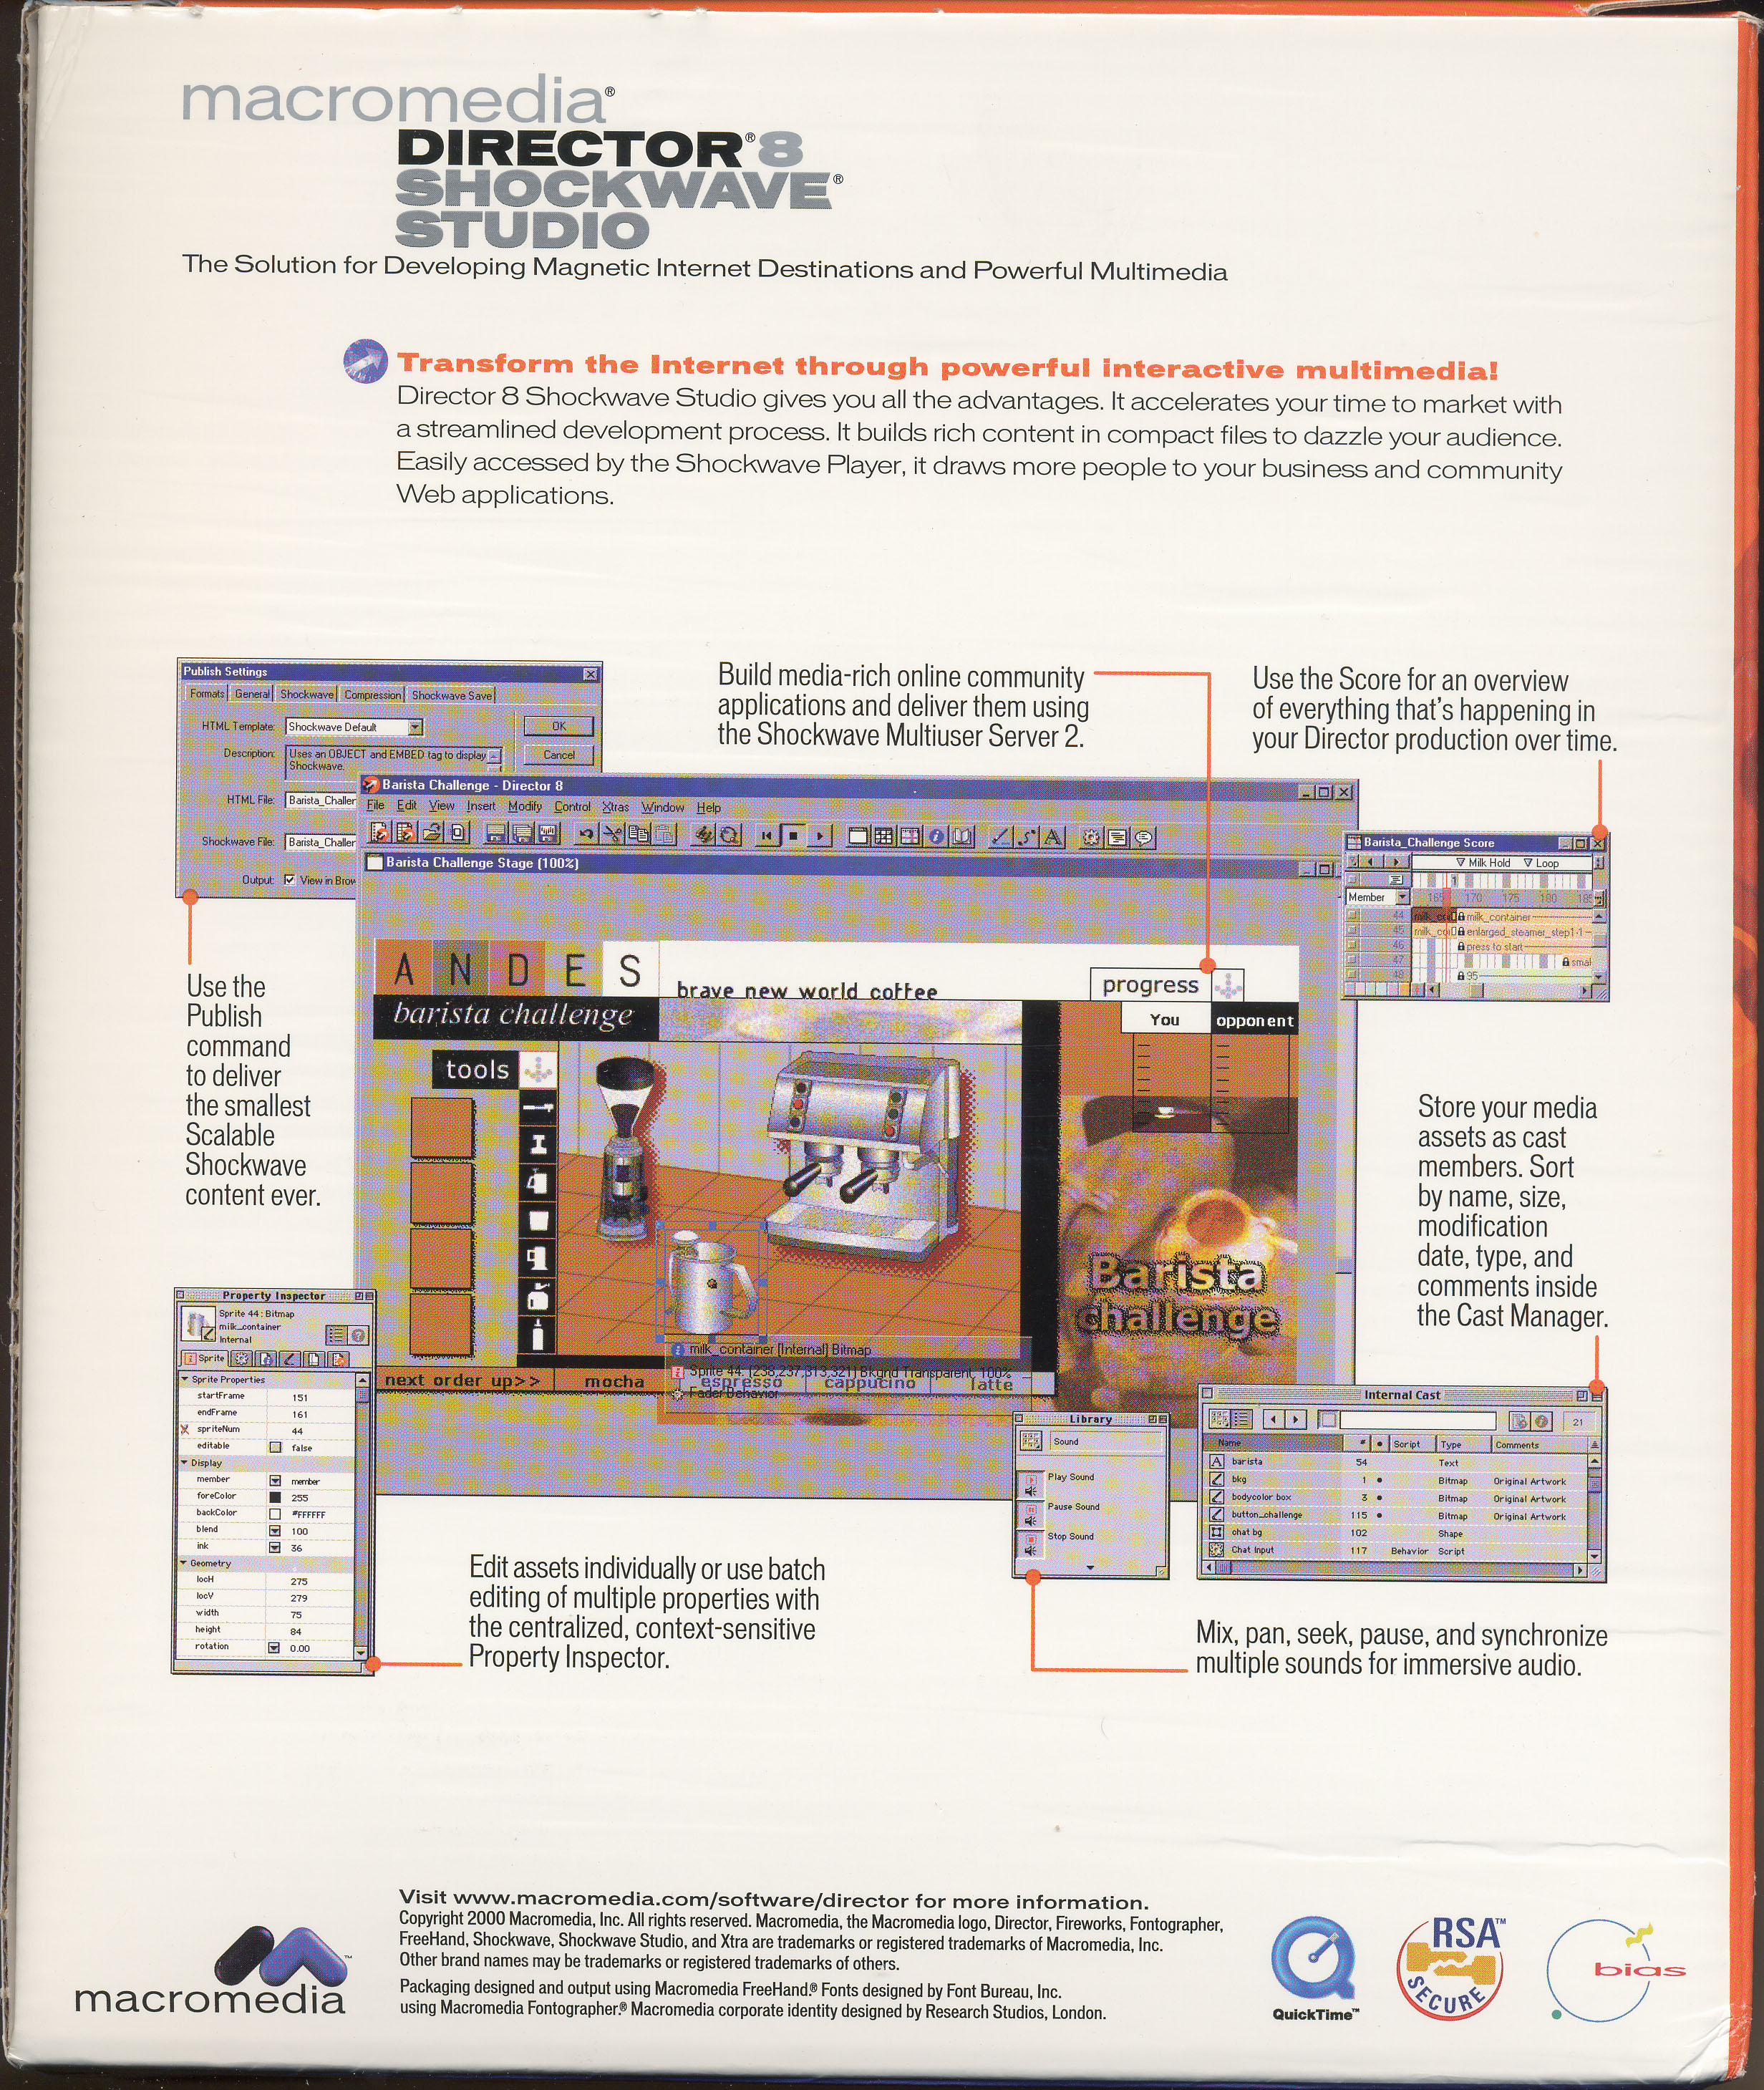 macromedia®
DIRECTOR® 8
SHOCKWAVE®
STUDIO
The Solution for Developing Magnetic Internet Destinations and Powerful Multimedia
Transform the Internet through powerful interactive multimedia!
Director 8 Shockwave Studio gives you all the advantages. It accelerates your time to market with
a streamlined development process. It builds rich content in compact files to dazzle your audience.
Easily accessed by the Shockwave Player, it draws more people to your business and community
Web applications.
Publish Settings
Formats General Shockwave Compression Shockwave Save
HTML Template: Shockwave Default OK
Description: Uses an OBJECT and EMBED tag to display Cancel
Shockwave.
HTML File: Barista_Challen
Shockwave File: Barista_Challen
Output: View in Brow
Build media-rich online community
applications and deliver them using
the Shockwave Multiuser Server 2.
Use the Score for an overview
of everything that's happening in
your Director production over time.
Barista Challenge - Director 8
File Edit View Insert Modify Control Xtras Window Help
Barista Challenge Stage (100%)
Barista_Challenge Score
Milk Hold Loop
Member 165 170 175 180 185
44 milk_co milk_container
45 milk_co enlarged_steamer_step1-1
46 press to start
47 smal
48 95
Use the
Publish
command
to deliver
the smallest
Scalable
Shockwave
content ever.
ANDES
brave new world coffee
barista challenge
progress
You opponent
tools
Barista
challenge
milk_container [Internal] Bitmap
Sprite 44: (238,237,313,321) Bkgnd Transparent, 100%
Fader Behavior
next order up>> mocha espresso cappucino latte
Store your media
assets as cast
members. Sort
by name, size,
modification
date, type, and
comments inside
the Cast Manager.
Property Inspector
Sprite 44: Bitmap
milk_container
Internal
Sprite
Sprite Properties
startFrame 151
endFrame 161
spriteNum 44
editable false
Display
member member
foreColor 255
backColor #FFFFFF
blend 100
ink 36
Geometry
locH 275
locV 279
width 75
height 84
rotation 0.00
Library
Sound
Play Sound
Pause Sound
Stop Sound
Internal Cast
21
Name # Script Type Comments
barista 54 Text
bkg 1 Bitmap Original Artwork
bodycolor box 3 Bitmap Original Artwork
button_challenge 115 Bitmap Original Artwork
chat bg 102 Shape
Chat Input 117 Behavior Script
Edit assets individually or use batch
editing of multiple properties with
the centralized, context-sensitive
Property Inspector.
Mix, pan, seek, pause, and synchronize
multiple sounds for immersive audio.
Visit www.macromedia.com/software/director for more information.
Copyright 2000 Macromedia, Inc. All rights reserved. Macromedia, the Macromedia logo, Director, Fireworks, Fontographer,
FreeHand, Shockwave, Shockwave Studio, and Xtra are trademarks or registered trademarks of Macromedia, Inc.
Other brand names may be trademarks or registered trademarks of others.
Packaging designed and output using Macromedia FreeHand.® Fonts designed by Font Bureau, Inc.
using Macromedia Fontographer.® Macromedia corporate identity designed by Research Studios, London.
macromedia™
QuickTime™
RSA™
SECURE
bias